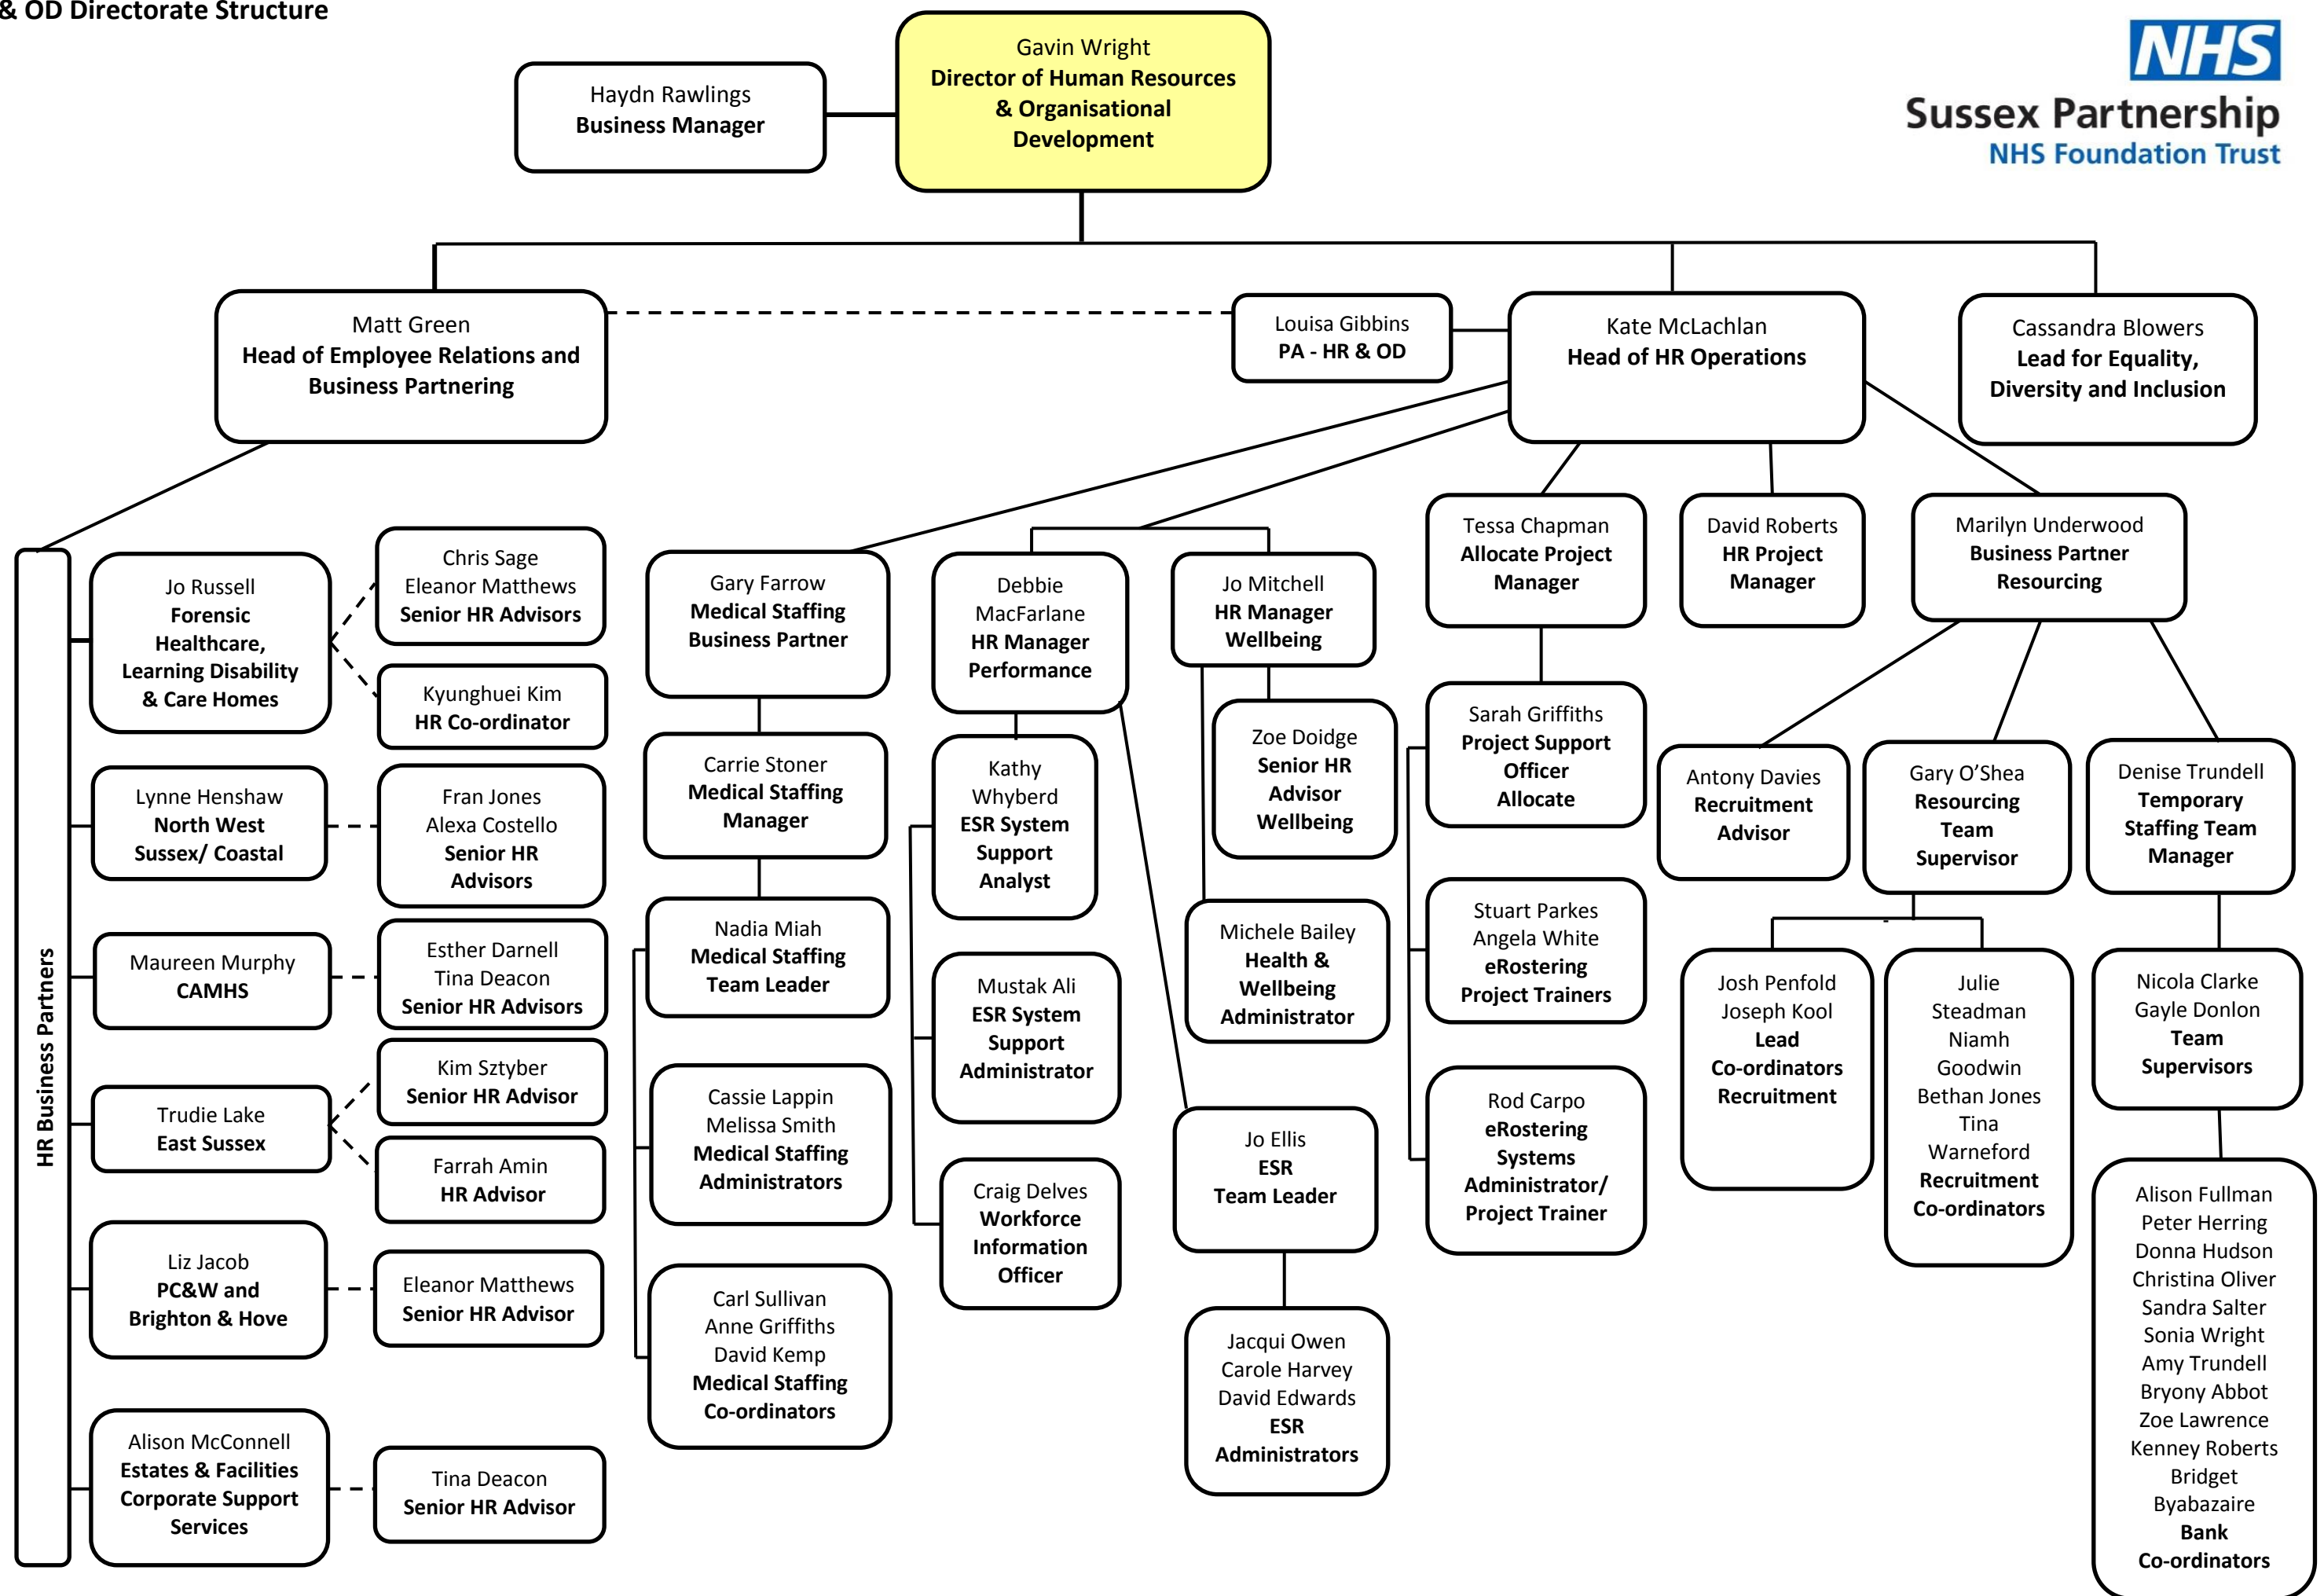 & OD Directorate Structure
NHS
Sussex Partnership
NHS Foundation Trust
Gavin Wright
Director of Human Resources
& Organisational
Development
Haydn Rawlings
Business Manager
Matt Green
Head of Employee Relations and
Business Partnering
Louisa Gibbins
PA - HR & OD
Kate McLachlan
Head of HR Operations
Cassandra Blowers
Lead for Equality,
Diversity and Inclusion
HR Business Partners
Jo Russell
Forensic
Healthcare,
Learning Disability
& Care Homes
Chris Sage
Eleanor Matthews
Senior HR Advisors
Kyunghuei Kim
HR Co-ordinator
Lynne Henshaw
North West
Sussex/ Coastal
Fran Jones
Alexa Costello
Senior HR
Advisors
Maureen Murphy
CAMHS
Esther Darnell
Tina Deacon
Senior HR Advisors
Trudie Lake
East Sussex
Kim Sztyber
Senior HR Advisor
Farrah Amin
HR Advisor
Liz Jacob
PC&W and
Brighton & Hove
Eleanor Matthews
Senior HR Advisor
Alison McConnell
Estates & Facilities
Corporate Support
Services
Tina Deacon
Senior HR Advisor
Gary Farrow
Medical Staffing
Business Partner
Carrie Stoner
Medical Staffing
Manager
Nadia Miah
Medical Staffing
Team Leader
Cassie Lappin
Melissa Smith
Medical Staffing
Administrators
Carl Sullivan
Anne Griffiths
David Kemp
Medical Staffing
Co-ordinators
Debbie
MacFarlane
HR Manager
Performance
Kathy
Whyberd
ESR System
Support
Analyst
Mustak Ali
ESR System
Support
Administrator
Craig Delves
Workforce
Information
Officer
Jo Mitchell
HR Manager
Wellbeing
Zoe Doidge
Senior HR
Advisor
Wellbeing
Michele Bailey
Health &
Wellbeing
Administrator
Jo Ellis
ESR
Team Leader
Jacqui Owen
Carole Harvey
David Edwards
ESR
Administrators
Tessa Chapman
Allocate Project
Manager
Sarah Griffiths
Project Support
Officer
Allocate
Stuart Parkes
Angela White
eRostering
Project Trainers
Rod Carpo
eRostering
Systems
Administrator/
Project Trainer
David Roberts
HR Project
Manager
Marilyn Underwood
Business Partner
Resourcing
Antony Davies
Recruitment
Advisor
Gary O’Shea
Resourcing
Team
Supervisor
Josh Penfold
Joseph Kool
Lead
Co-ordinators
Recruitment
Julie
Steadman
Niamh
Goodwin
Bethan Jones
Tina
Warneford
Recruitment
Co-ordinators
Denise Trundell
Temporary
Staffing Team
Manager
Nicola Clarke
Gayle Donlon
Team
Supervisors
Alison Fullman
Peter Herring
Donna Hudson
Christina Oliver
Sandra Salter
Sonia Wright
Amy Trundell
Bryony Abbot
Zoe Lawrence
Kenney Roberts
Bridget
Byabazaire
Bank
Co-ordinators